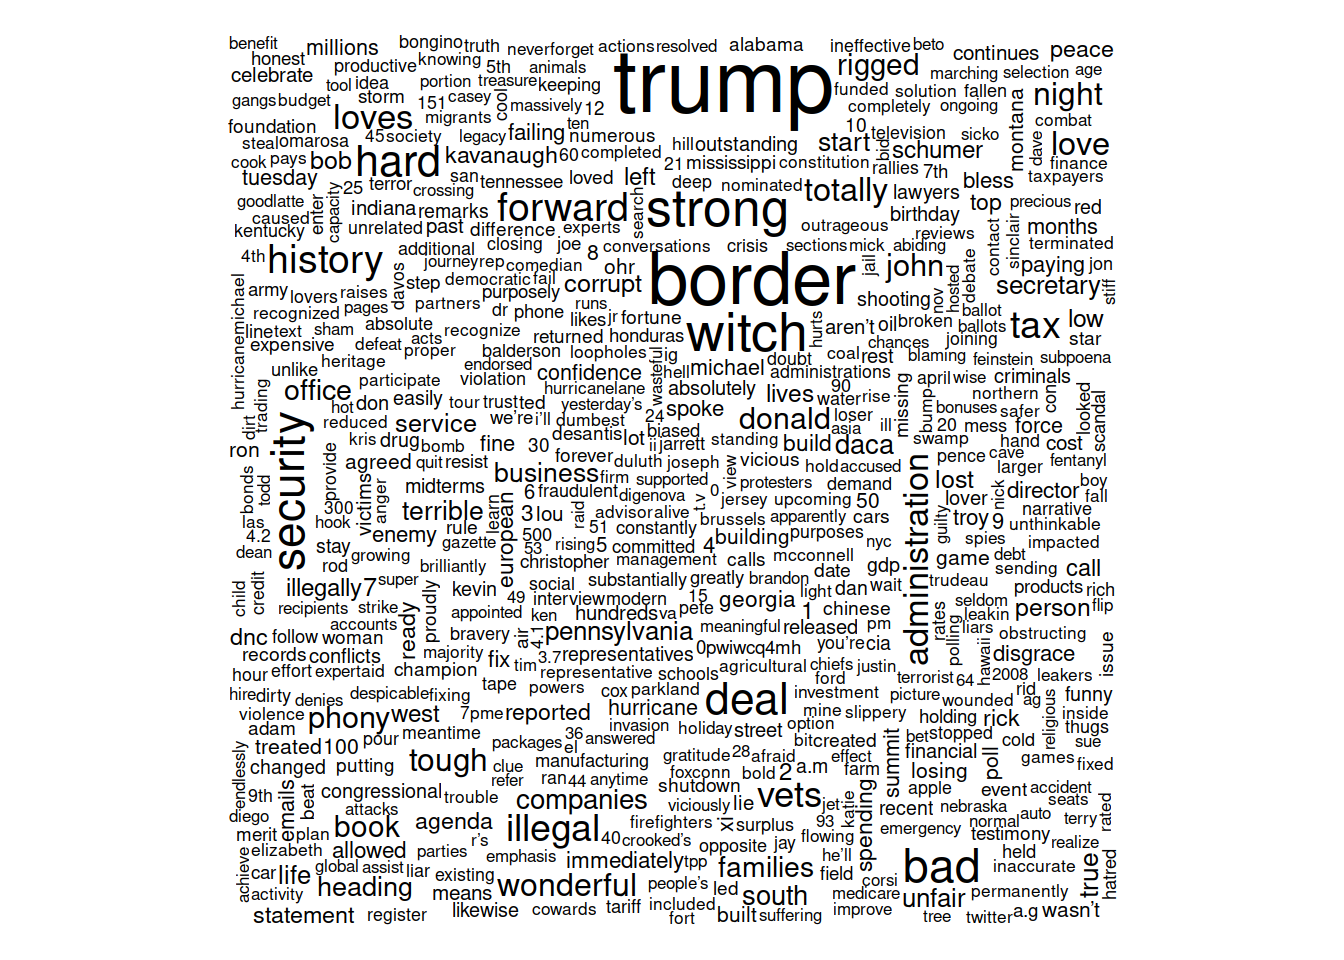 benefit millions bongino truth neverforget actions resolved alabama ineffective beto continues peace
honest productive knowing 5th animals trump rigged marching selection age
celebrate tool idea portion treasure keeping funded solution fallen night
gangs budget storm 151 casey cool massively 12 completely ongoing montana combat
foundation loves migrants ten 10
steal omarosa 45 society legacy failing numerous hill outstanding start television sicko dave love
cook pays bob hard kavanaugh 60 completed 21 mississippi constitution bid schumer finance
tuesday 25 terror crossing san tennessee loved left deep nominated totally rallies 7th lawyers bless taxpayers
goodlatte enter capacity indiana remarks forward search strong birthday top precious red
caused unrelated past difference experts outrageous reviews contact sinclair months
kentucky additional closing joe 8 conversations crisis sections mick abiding terminated
4th history journey rep comedian ohr border jail john hosted debate paying jon
army lovers raises davos step democratic fail corrupt shooting nov secretary stiff
hurricanemichael recognized pages partners purposely runs ballot
line text sham absolute dr phone likes jr fortune witch hurts aren't oil broken ballots tax low
expensive defeat acts recognize returned honduras chances joining star
proper balderson loopholes ig coal rest blaming feinstein subpoena
unlike heritage endorsed wasteful hell michael doubt administrations
office participate violation confidence hurricanelane absolutely lives 90 missing april wise criminals
dirt trading hot don easily tour trust ted yesterday's 24 spoke donald water rise bump bonuses northern safer con looked scandal
reduced service we're i'll dumbest biased loser asia ill 20 mess force
ron security kris drug bomb fine 30 desantis lot ii jarrett standing build daca swamp hand cost
provide agreed quit resist forever duluth joseph view vicious hold accused pence cave fentanyl
bonds todd victims anger midterms business firm supported protesters demand administration lost larger boy
300 6 fraudulent digenova 0 jersey upcoming 50 lover nick director fall
las hook terrible learn european 3 lou raid advisor alive t.v brussels apparently cars guilty troy 9 narrative
4.2 enemy rule 500 51 constantly building purposes unthinkable
dean stay gazette 53 rising 5 committed 4 nyc spies impacted
rod growing brilliantly christopher management calls mcconnell game debt call
child credit illegally 7 super kevin social substantially greatly brandon date gdp sending
recipients strike ready proudly 49 interview modern 15 light dan wait trudeau products rich
accounts appointed ken hundreds va pete georgia 1 chinese rates seldom person flip
dnc follow woman bravery air 4.1 pennsylvania meaningful released pm polling leakin liars obstructing issue
records conflicts majority fix tim 3.7 representatives 0pwiwcq4mh you're cia hawaii disgrace
hour effort expert aid champion representative schools agricultural chiefs justin terrorist 64 2008 leakers
hire dirty denies despicable fixing tape powers cox parkland deal ford investment picture wounded ag rid funny
violence phony west 7pm e reported hurricane mine slippery holding rick religious inside
adam meantime invasion holiday street option bet stopped thugs
treated 100 pour packages 36 el answered bit created summit financial cold sue
changed putting tough clue manufacturing gratitude 28 afraid effect losing poll games fixed
endlessly refer ran 44 anytime foxconn bold 2 a.m farm apple
9th emails beat congressional trouble companies shutdown vets jet katie spending event accident
diego attacks viciously lie recent nebraska seats rated
merit plan book agenda r's illegal 40 firefighters xi surplus 93 flowing emergency normal auto terry
achieve elizabeth allowed parties emphasis crooked's opposite jay testimony realize
car life global assist liar existing immediately tpp families he'll field bad held
activity heading means wonderful people's led south corsi medicare inaccurate true hatred
statement register likewise cowards tariff included fort built suffering improve unfair permanently
tree twitter a.g wasn't